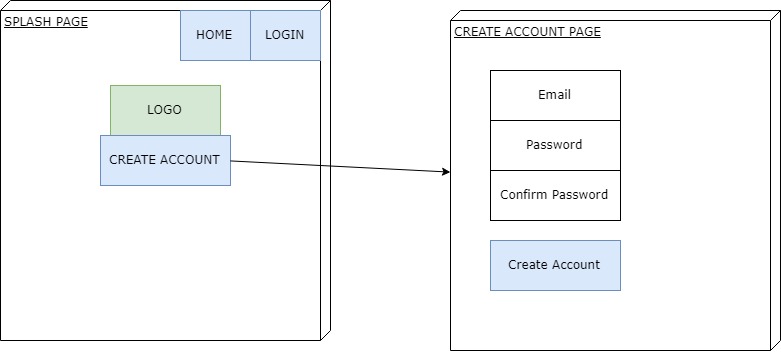 SPLASH PAGE
HOME
LOGIN
LOGO
CREATE ACCOUNT
CREATE ACCOUNT PAGE
Email
Password
Confirm Password
Create Account